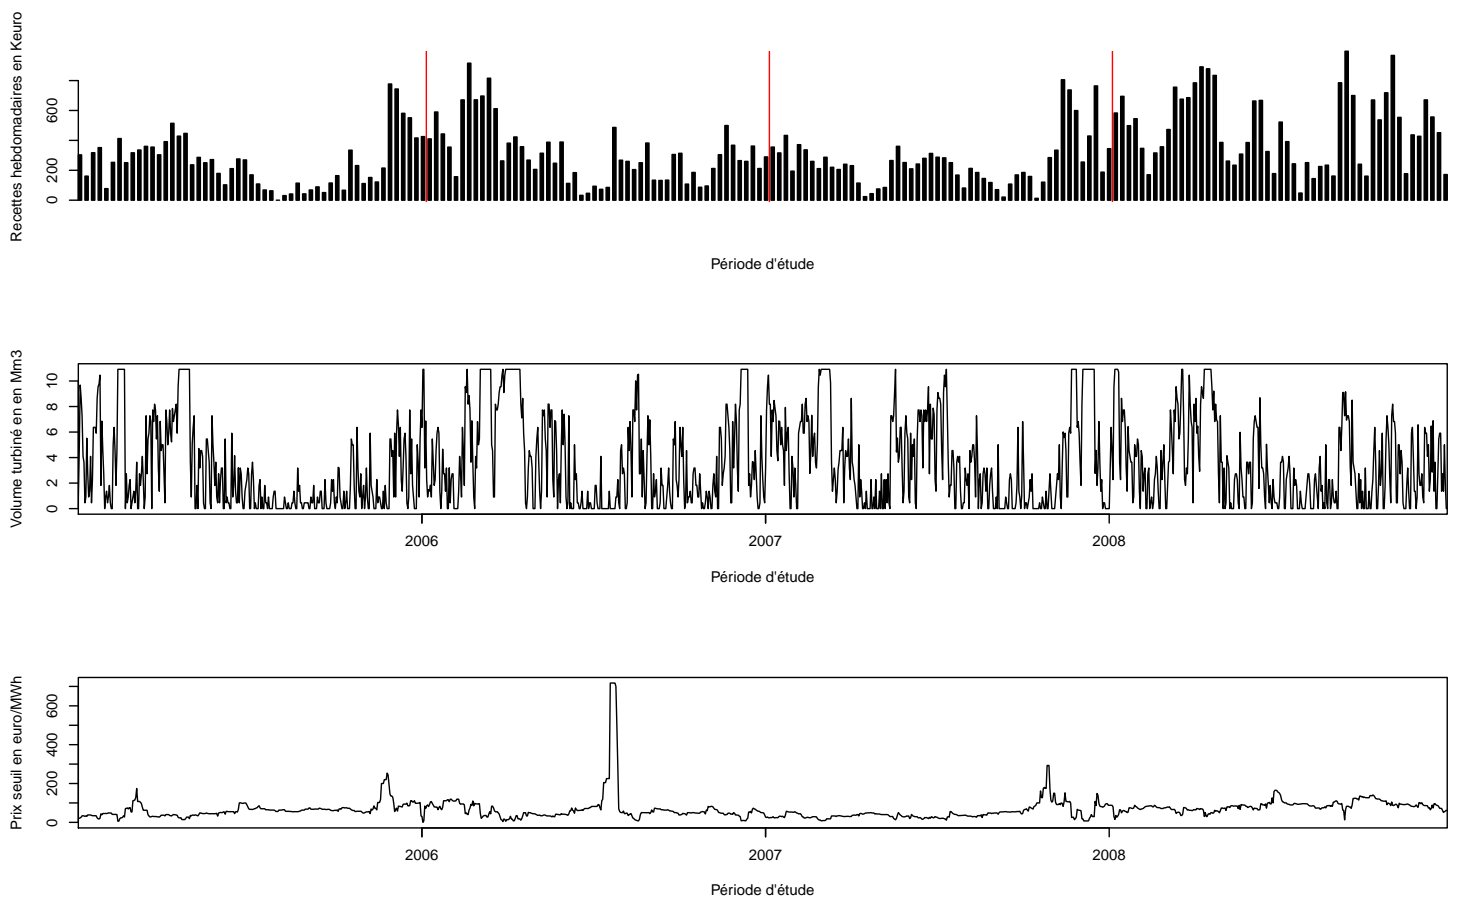 Recettes hebdomadaires en Keuro
0 200 600
Période d'étude
Volume turbiné en en Mm3
0 2 4 6 8 10
2006 2007 2008
Période d'étude
Prix seuil en euro/MWh
0 200 400 600
2006 2007 2008
Période d'étude